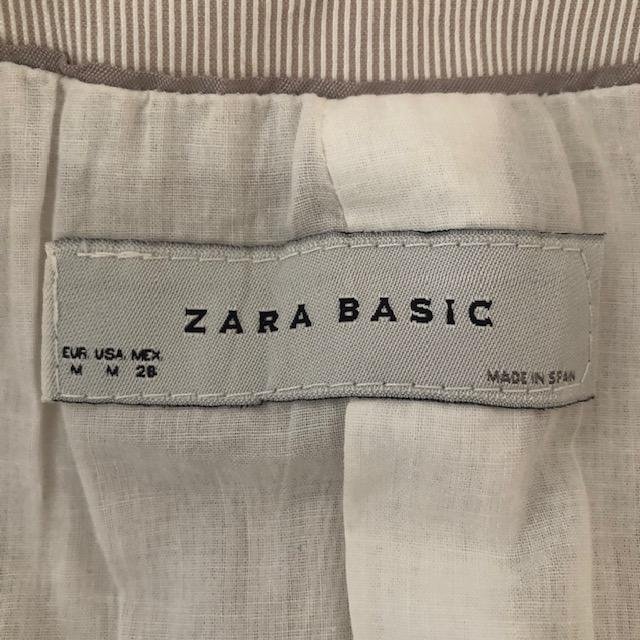 ZARA BASIC
EUR. USA. MEX.
M M 28
MADE IN SPAIN